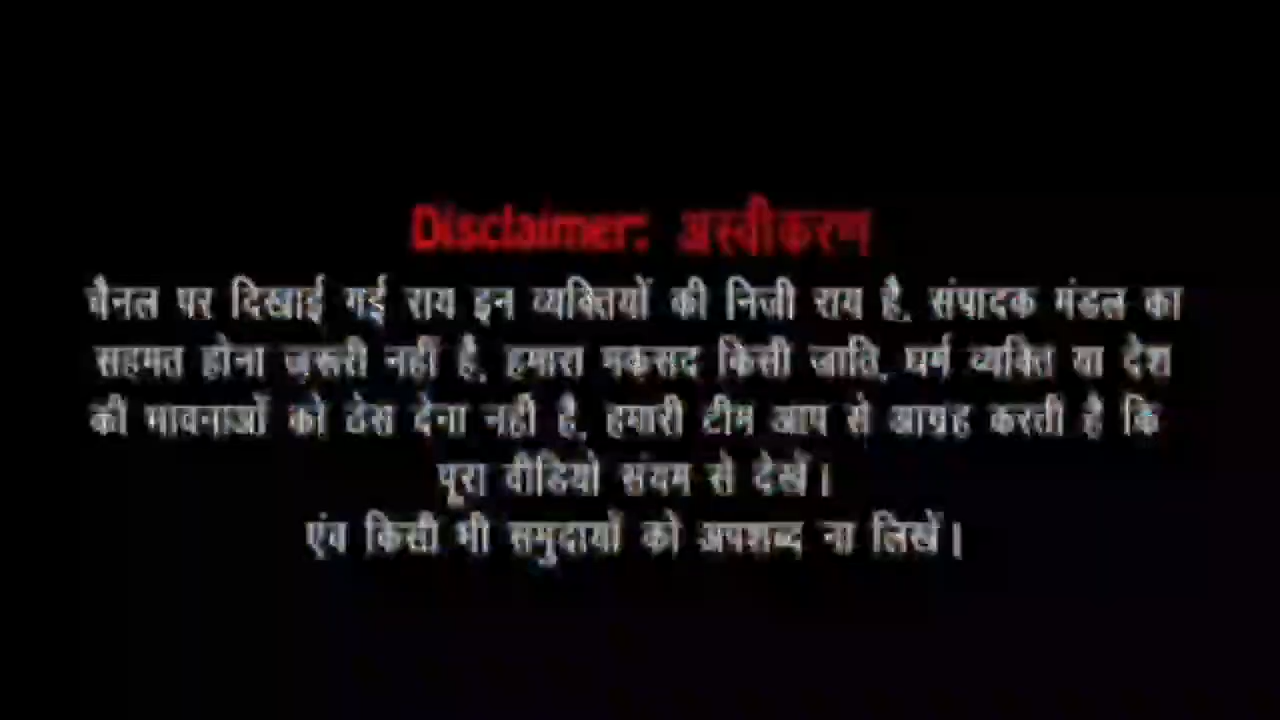 Disclaimer: अस्वीकरण
चैनल पर दिखाई गई राय इन व्यक्तियों की निजी राय है, संपादक मंडल का
सहमत होना ज़रूरी नहीं है, हमारा मकसद किसी जाति, धर्म व्यक्ति या देश
की भावनाओं को ठेस देना नही है, हमारी टीम आप से आग्रह करती है कि
पूरा वीडियो संयम से देखें।
एंव किसी भी समुदायों को अपशब्द ना लिखें।